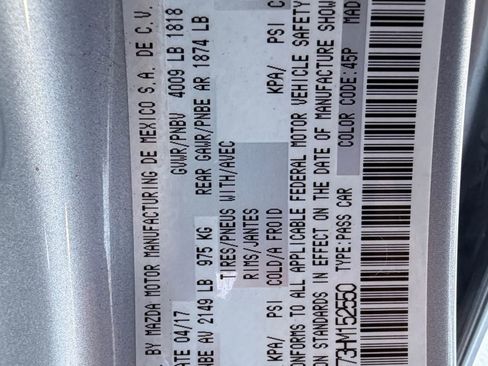 BY MAZDA MOTOR MANUFACTURING DE MEXICO S.A. DE C.V.
DATE 04/17 GVWR/PNBV 4009 LB 1818
PNBE AV 2149 LB 975 KG REAR GAWR/PNBE AR 1874 LB
TIRES/PNEUS WITH/AVEC
RIMS/JANTES
PSI COLD/A FROID KPA/ PSI C
KPA/
ONFORMS TO ALL APPLICABLE FEDERAL MOTOR VEHICLE SAFETY
ON STANDARDS IN EFFECT ON THE DATE OF MANUFACTURE SHOW
73HM152550 TYPE:PASS CAR COLOR CODE:45P MAD